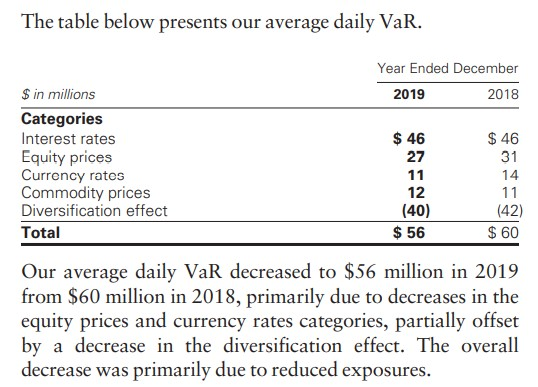 The table below presents our average daily VaR.
Year Ended December
$ in millions 2019 2018
Categories
Interest rates $ 46 $ 46
Equity prices 27 31
Currency rates 11 14
Commodity prices 12 11
Diversification effect (40) (42)
Total $ 56 $ 60
Our average daily VaR decreased to $56 million in 2019
from $60 million in 2018, primarily due to decreases in the
equity prices and currency rates categories, partially offset
by a decrease in the diversification effect. The overall
decrease was primarily due to reduced exposures.